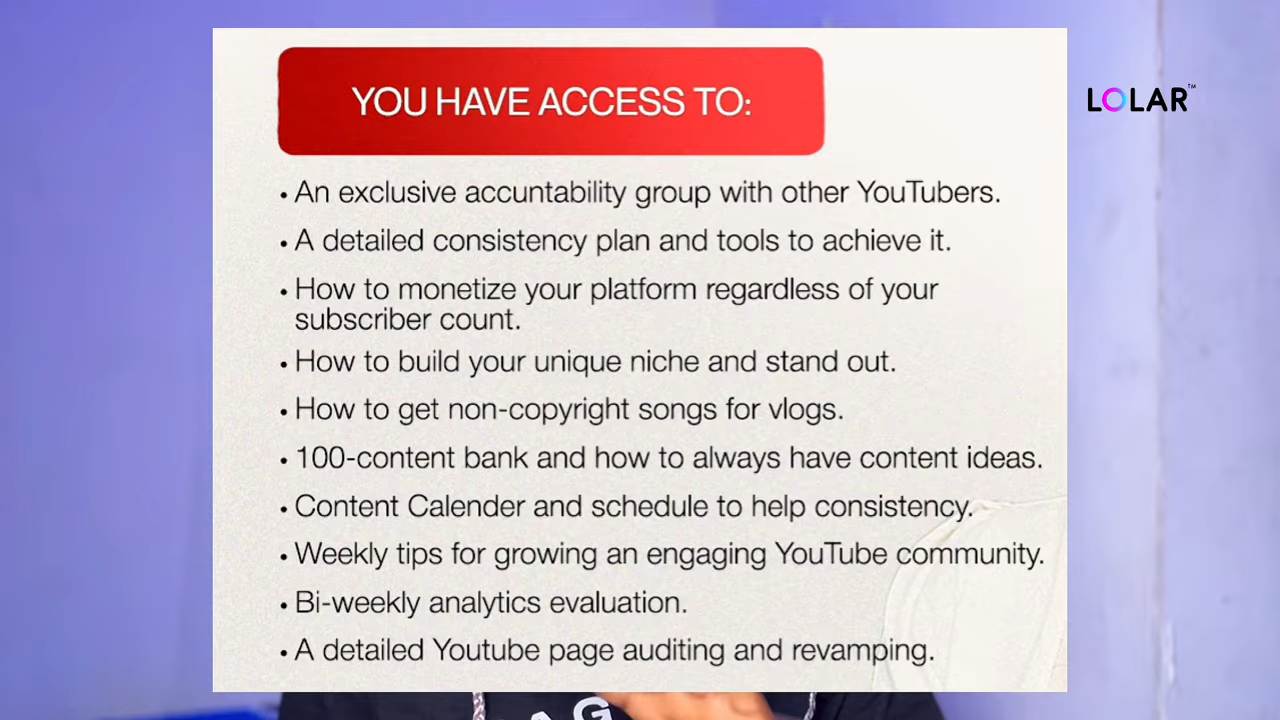 YOU HAVE ACCESS TO:
LOLAR™
• An exclusive accuntability group with other YouTubers.
• A detailed consistency plan and tools to achieve it.
• How to monetize your platform regardless of your
subscriber count.
• How to build your unique niche and stand out.
• How to get non-copyright songs for vlogs.
• 100-content bank and how to always have content ideas.
• Content Calender and schedule to help consistency.
• Weekly tips for growing an engaging YouTube community.
• Bi-weekly analytics evaluation.
• A detailed Youtube page auditing and revamping.
AG